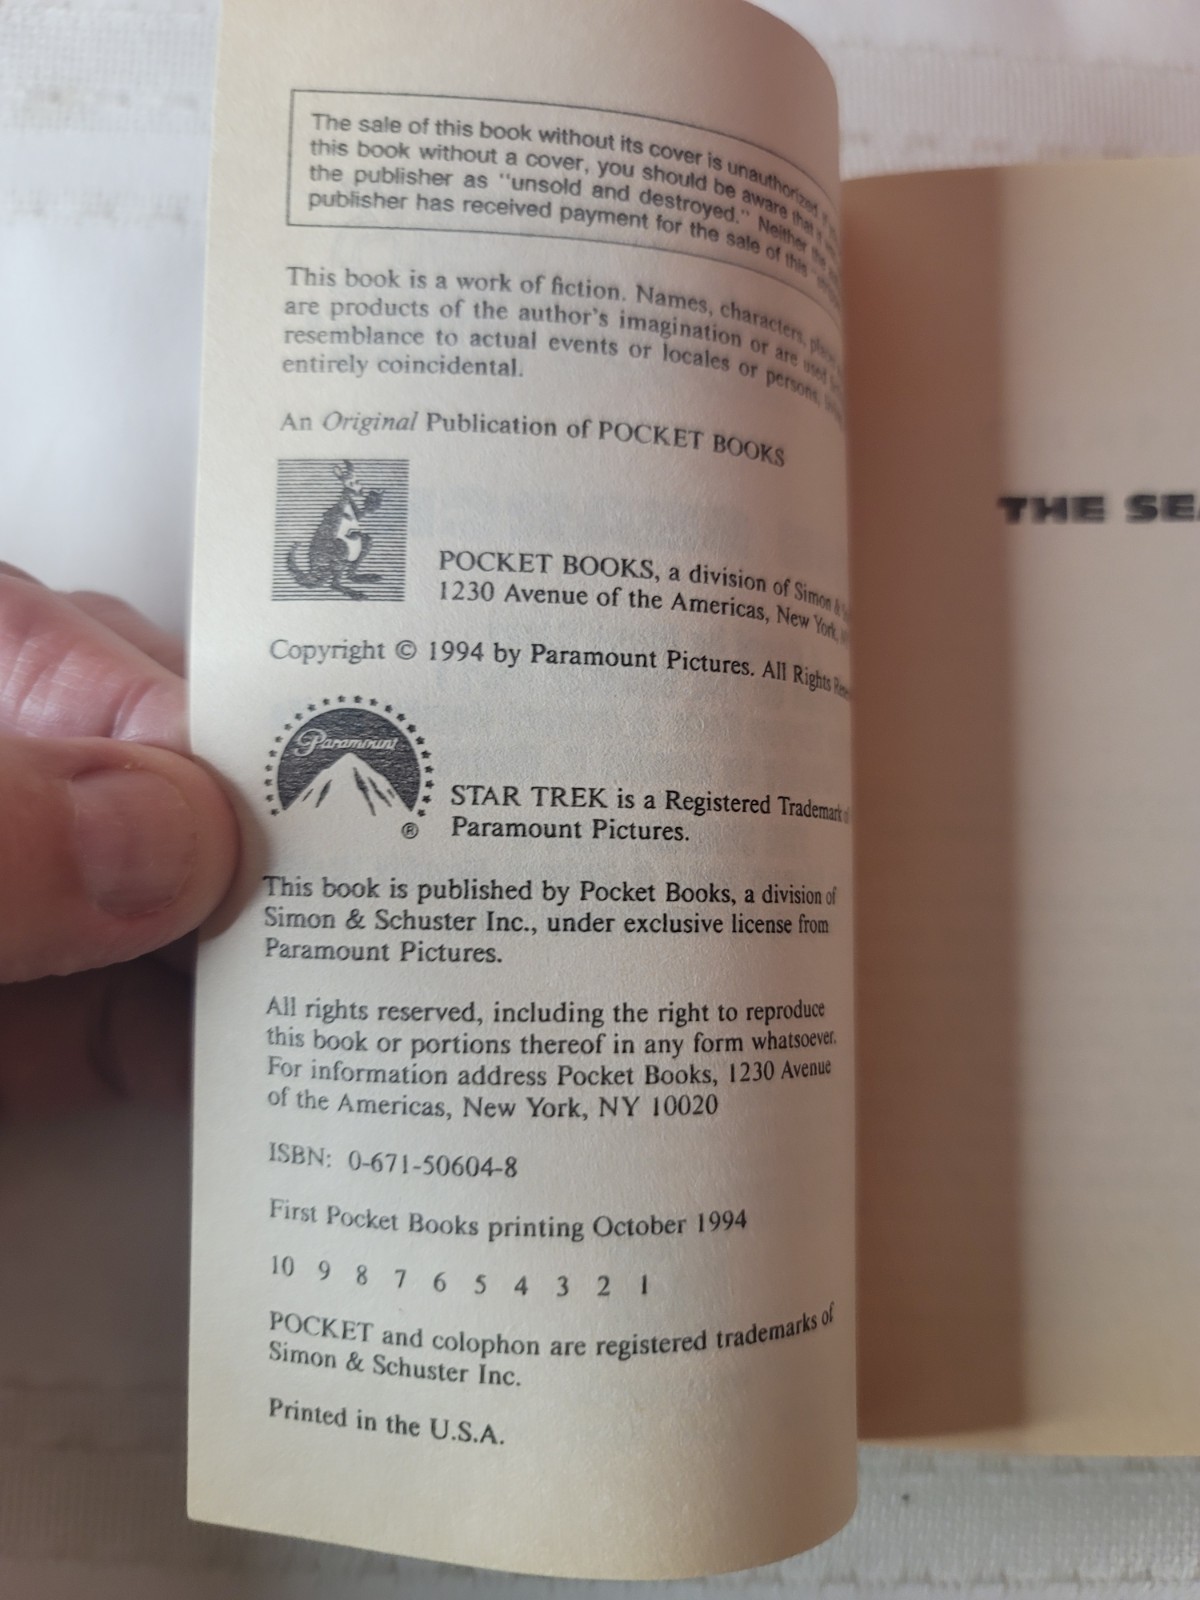 The sale of this book without its cover is unauthorized. If you
this book without a cover, you should be aware that it was
the publisher as "unsold and destroyed." Neither the
publisher has received payment for the sale of this
This book is a work of fiction. Names, characters, places
are products of the author's imagination or are used
resemblance to actual events or locales or persons,
entirely coincidental.
An Original Publication of POCKET BOOKS
POCKET BOOKS, a division of Simon &
1230 Avenue of the Americas, New York,
Copyright © 1994 by Paramount Pictures. All Rights
Paramount
®
STAR TREK is a Registered Trademark of
Paramount Pictures.
This book is published by Pocket Books, a division of
Simon & Schuster Inc., under exclusive license from
Paramount Pictures.
All rights reserved, including the right to reproduce
this book or portions thereof in any form whatsoever.
For information address Pocket Books, 1230 Avenue
of the Americas, New York, NY 10020
ISBN: 0-671-50604-8
First Pocket Books printing October 1994
10 9 8 7 6 5 4 3 2 1
POCKET and colophon are registered trademarks of
Simon & Schuster Inc.
Printed in the U.S.A.
THE SEA